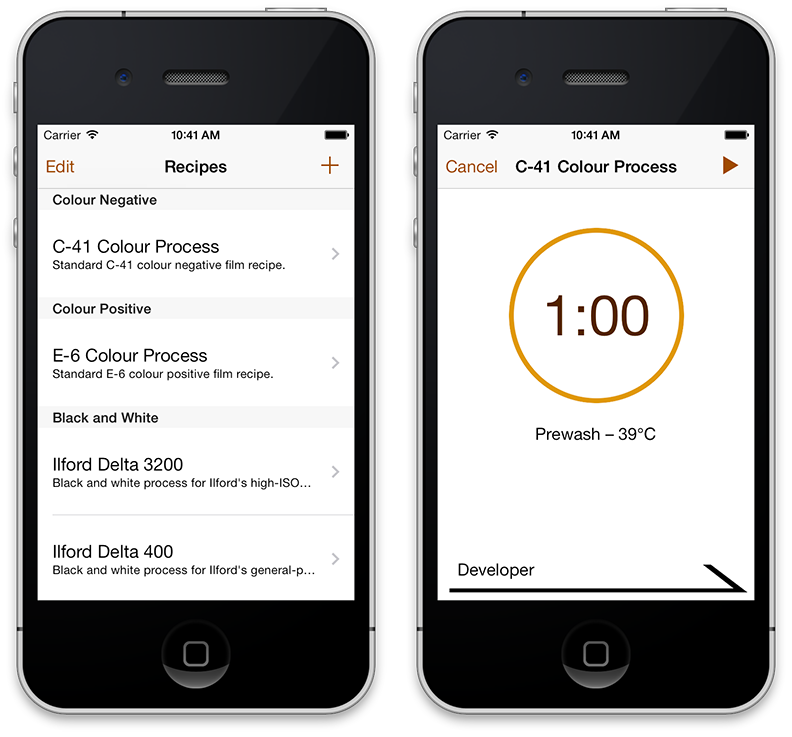 Carrier 10:41 AM
Edit Recipes +
Colour Negative
C-41 Colour Process
Standard C-41 colour negative film recipe.
Colour Positive
E-6 Colour Process
Standard E-6 colour positive film recipe.
Black and White
Ilford Delta 3200
Black and white process for Ilford's high-ISO...
Ilford Delta 400
Black and white process for Ilford's general-p...
Carrier 10:41 AM
Cancel C-41 Colour Process
1:00
Prewash – 39°C
Developer